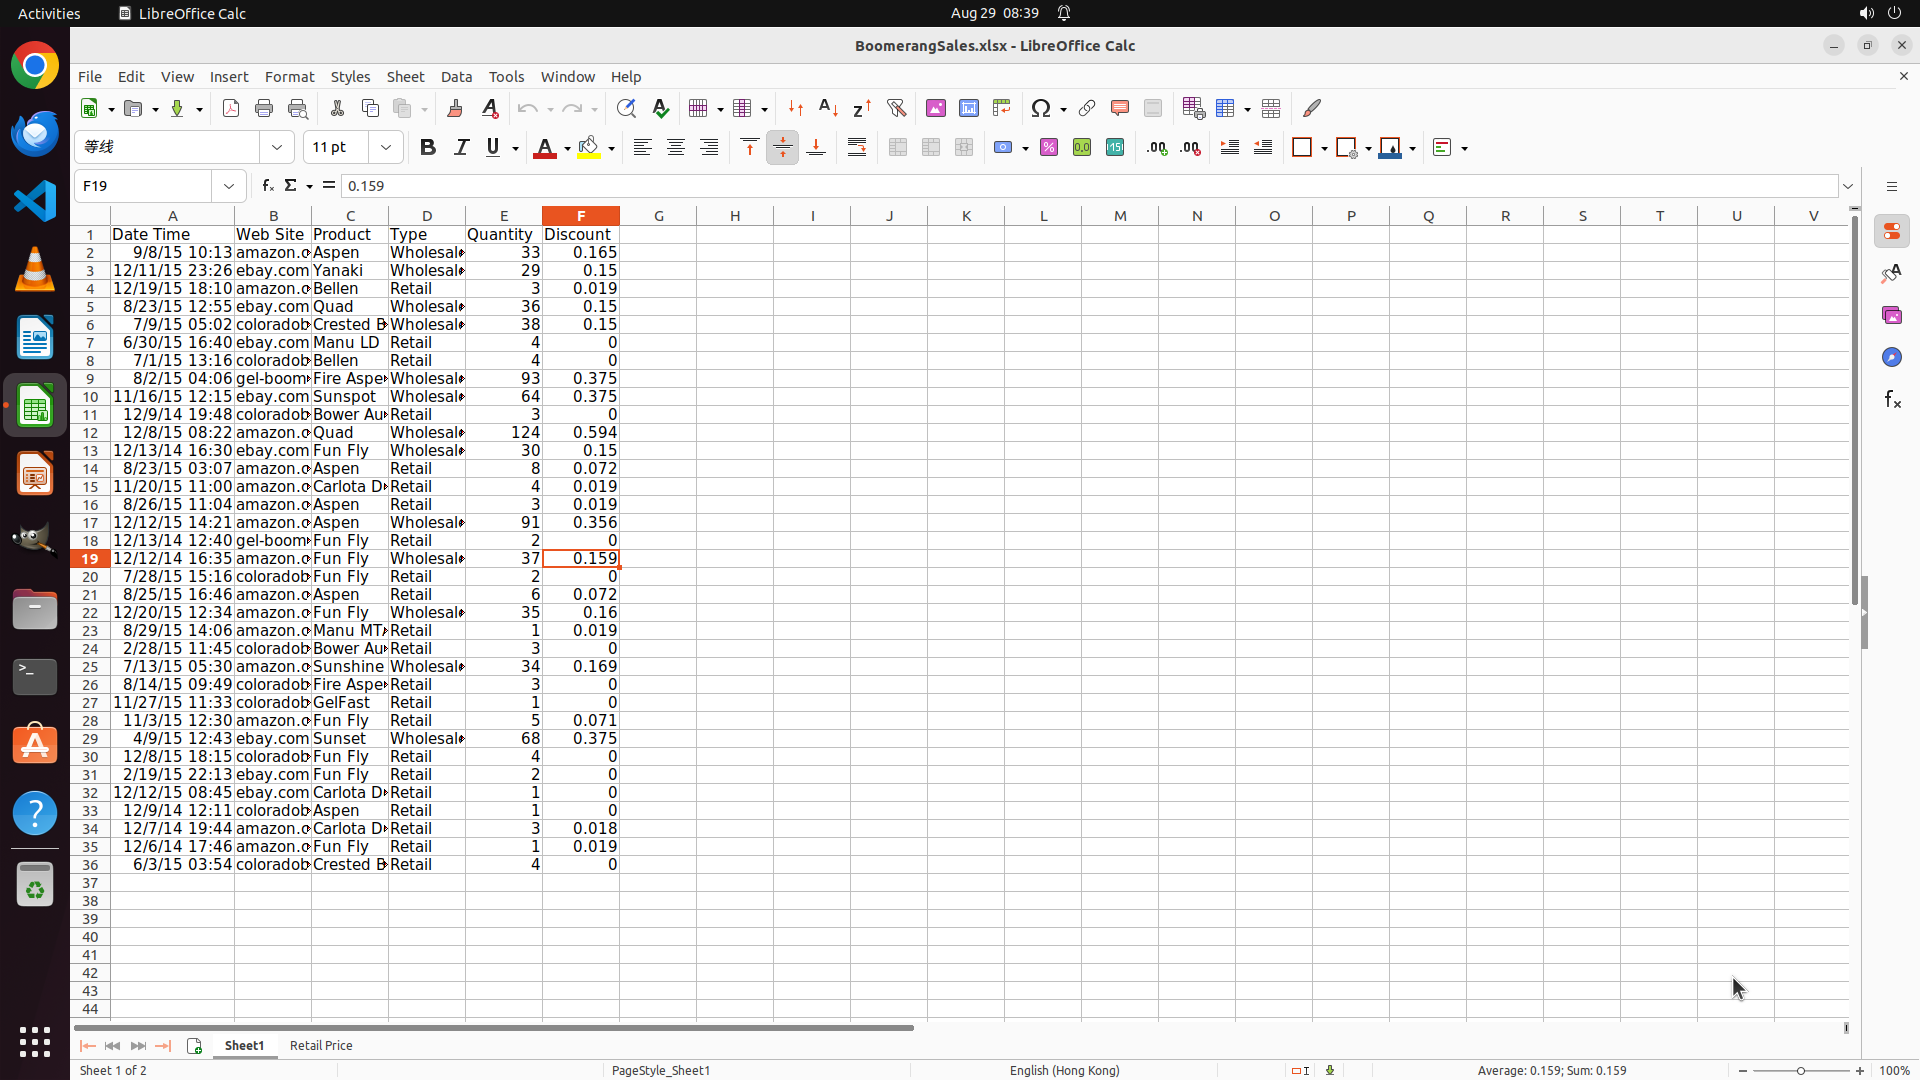 Activities LibreOffice Calc Aug 29 08:39
BoomerangSales.xlsx - LibreOffice Calc
File Edit View Insert Format Styles Sheet Data Tools Window Help
等线 11 pt
F19 0.159
A B C D E F G H I J K L M N O P Q R S T U V
1 Date Time Web Site Product Type Quantity Discount
2 9/8/15 10:13 amazon.c Aspen Wholesale 33 0.165
3 12/11/15 23:26 ebay.com Yanaki Wholesale 29 0.15
4 12/19/15 18:10 amazon.c Bellen Retail 3 0.019
5 8/23/15 12:55 ebay.com Quad Wholesale 36 0.15
6 7/9/15 05:02 coloradob Crested B Wholesale 38 0.15
7 6/30/15 16:40 ebay.com Manu LD Retail 4 0
8 7/1/15 13:16 coloradob Bellen Retail 4 0
9 8/2/15 04:06 gel-boom Fire Aspe Wholesale 93 0.375
10 11/16/15 12:15 ebay.com Sunspot Wholesale 64 0.375
11 12/9/14 19:48 coloradob Bower Au Retail 3 0
12 12/8/15 08:22 amazon.c Quad Wholesale 124 0.594
13 12/13/14 16:30 ebay.com Fun Fly Wholesale 30 0.15
14 8/23/15 03:07 amazon.c Aspen Retail 8 0.072
15 11/20/15 11:00 amazon.c Carlota D Retail 4 0.019
16 8/26/15 11:04 amazon.c Aspen Retail 3 0.019
17 12/12/15 14:21 amazon.c Aspen Wholesale 91 0.356
18 12/13/14 12:40 gel-boom Fun Fly Retail 2 0
19 12/12/14 16:35 amazon.c Fun Fly Wholesale 37 0.159
20 7/28/15 15:16 coloradob Fun Fly Retail 2 0
21 8/25/15 16:46 amazon.c Aspen Retail 6 0.072
22 12/20/15 12:34 amazon.c Fun Fly Wholesale 35 0.16
23 8/29/15 14:06 amazon.c Manu MTA Retail 1 0.019
24 2/28/15 11:45 coloradob Bower Au Retail 3 0
25 7/13/15 05:30 amazon.c Sunshine Wholesale 34 0.169
26 8/14/15 09:49 coloradob Fire Aspe Retail 3 0
27 11/27/15 11:33 coloradob GelFast Retail 1 0
28 11/3/15 12:30 amazon.c Fun Fly Retail 5 0.071
29 4/9/15 12:43 ebay.com Sunset Wholesale 68 0.375
30 12/8/15 18:15 coloradob Fun Fly Retail 4 0
31 2/19/15 22:13 ebay.com Fun Fly Retail 2 0
32 12/12/15 08:45 ebay.com Carlota D Retail 1 0
33 12/9/14 12:11 coloradob Aspen Retail 1 0
34 12/7/14 19:44 amazon.c Carlota D Retail 3 0.018
35 12/6/14 17:46 amazon.c Fun Fly Retail 1 0.019
36 6/3/15 03:54 coloradob Crested B Retail 4 0
37
38
39
40
41
42
43
44
Sheet1 Retail Price
Sheet 1 of 2 PageStyle_Sheet1 English (Hong Kong) Average: 0.159; Sum: 0.159 100%